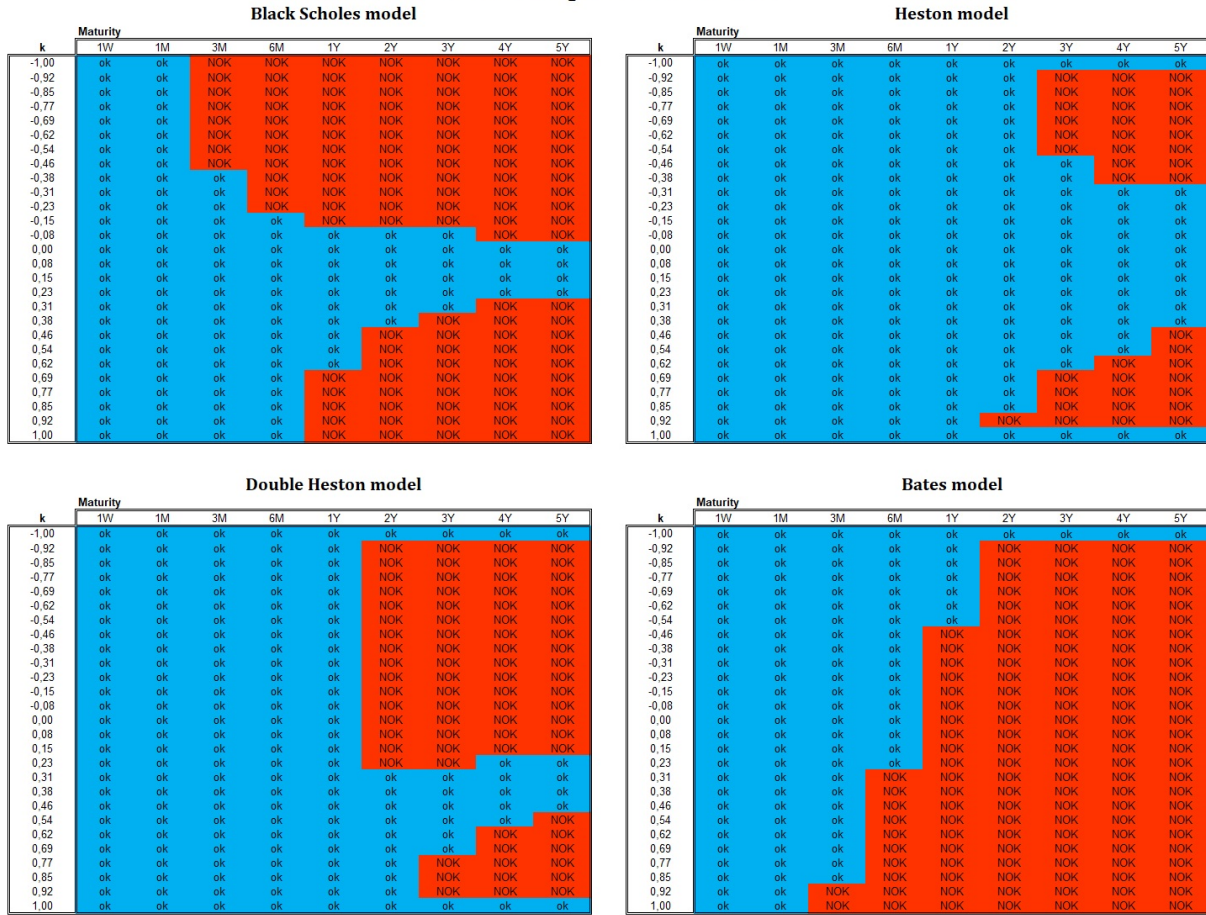 Black Scholes model
Maturity
k 1W 1M 3M 6M 1Y 2Y 3Y 4Y 5Y
-1,00 ok ok NOK NOK NOK NOK NOK NOK NOK
-0,92 ok ok NOK NOK NOK NOK NOK NOK NOK
-0,85 ok ok NOK NOK NOK NOK NOK NOK NOK
-0,77 ok ok NOK NOK NOK NOK NOK NOK NOK
-0,69 ok ok NOK NOK NOK NOK NOK NOK NOK
-0,62 ok ok NOK NOK NOK NOK NOK NOK NOK
-0,54 ok ok NOK NOK NOK NOK NOK NOK NOK
-0,46 ok ok NOK NOK NOK NOK NOK NOK NOK
-0,38 ok ok ok NOK NOK NOK NOK NOK NOK
-0,31 ok ok ok NOK NOK NOK NOK NOK NOK
-0,23 ok ok ok NOK NOK NOK NOK NOK NOK
-0,15 ok ok ok ok NOK NOK NOK NOK NOK
-0,08 ok ok ok ok ok ok ok NOK NOK
0,00 ok ok ok ok ok ok ok ok ok
0,08 ok ok ok ok ok ok ok ok ok
0,15 ok ok ok ok ok ok ok ok ok
0,23 ok ok ok ok ok ok ok ok ok
0,31 ok ok ok ok ok ok ok NOK NOK
0,38 ok ok ok ok ok ok NOK NOK NOK
0,46 ok ok ok ok ok NOK NOK NOK NOK
0,54 ok ok ok ok ok NOK NOK NOK NOK
0,62 ok ok ok ok ok NOK NOK NOK NOK
0,69 ok ok ok ok NOK NOK NOK NOK NOK
0,77 ok ok ok ok NOK NOK NOK NOK NOK
0,85 ok ok ok ok NOK NOK NOK NOK NOK
0,92 ok ok ok ok NOK NOK NOK NOK NOK
1,00 ok ok ok ok NOK NOK NOK NOK NOK
Heston model
Maturity
k 1W 1M 3M 6M 1Y 2Y 3Y 4Y 5Y
-1,00 ok ok ok ok ok ok ok ok ok
-0,92 ok ok ok ok ok ok NOK NOK NOK
-0,85 ok ok ok ok ok ok NOK NOK NOK
-0,77 ok ok ok ok ok ok NOK NOK NOK
-0,69 ok ok ok ok ok ok NOK NOK NOK
-0,62 ok ok ok ok ok ok NOK NOK NOK
-0,54 ok ok ok ok ok ok NOK NOK NOK
-0,46 ok ok ok ok ok ok ok NOK NOK
-0,38 ok ok ok ok ok ok ok NOK NOK
-0,31 ok ok ok ok ok ok ok ok ok
-0,23 ok ok ok ok ok ok ok ok ok
-0,15 ok ok ok ok ok ok ok ok ok
-0,08 ok ok ok ok ok ok ok ok ok
0,00 ok ok ok ok ok ok ok ok ok
0,08 ok ok ok ok ok ok ok ok ok
0,15 ok ok ok ok ok ok ok ok ok
0,23 ok ok ok ok ok ok ok ok ok
0,31 ok ok ok ok ok ok ok ok ok
0,38 ok ok ok ok ok ok ok ok ok
0,46 ok ok ok ok ok ok ok ok NOK
0,54 ok ok ok ok ok ok ok ok NOK
0,62 ok ok ok ok ok ok ok NOK NOK
0,69 ok ok ok ok ok ok NOK NOK NOK
0,77 ok ok ok ok ok ok NOK NOK NOK
0,85 ok ok ok ok ok ok NOK NOK NOK
0,92 ok ok ok ok ok NOK NOK NOK NOK
1,00 ok ok ok ok ok ok ok ok ok
Double Heston model
Maturity
k 1W 1M 3M 6M 1Y 2Y 3Y 4Y 5Y
-1,00 ok ok ok ok ok ok ok ok ok
-0,92 ok ok ok ok ok NOK NOK NOK NOK
-0,85 ok ok ok ok ok NOK NOK NOK NOK
-0,77 ok ok ok ok ok NOK NOK NOK NOK
-0,69 ok ok ok ok ok NOK NOK NOK NOK
-0,62 ok ok ok ok ok NOK NOK NOK NOK
-0,54 ok ok ok ok ok NOK NOK NOK NOK
-0,46 ok ok ok ok ok NOK NOK NOK NOK
-0,38 ok ok ok ok ok NOK NOK NOK NOK
-0,31 ok ok ok ok ok NOK NOK NOK NOK
-0,23 ok ok ok ok ok NOK NOK NOK NOK
-0,15 ok ok ok ok ok NOK NOK NOK NOK
-0,08 ok ok ok ok ok NOK NOK NOK NOK
0,00 ok ok ok ok ok NOK NOK NOK NOK
0,08 ok ok ok ok ok NOK NOK NOK NOK
0,15 ok ok ok ok ok NOK NOK NOK NOK
0,23 ok ok ok ok ok NOK NOK ok ok
0,31 ok ok ok ok ok ok ok ok ok
0,38 ok ok ok ok ok ok ok ok ok
0,46 ok ok ok ok ok ok ok ok ok
0,54 ok ok ok ok ok ok ok ok NOK
0,62 ok ok ok ok ok ok ok NOK NOK
0,69 ok ok ok ok ok ok ok NOK NOK
0,77 ok ok ok ok ok ok NOK NOK NOK
0,85 ok ok ok ok ok ok NOK NOK NOK
0,92 ok ok ok ok ok ok NOK NOK NOK
1,00 ok ok ok ok ok ok ok ok ok
Bates model
Maturity
k 1W 1M 3M 6M 1Y 2Y 3Y 4Y 5Y
-1,00 ok ok ok ok ok ok ok ok ok
-0,92 ok ok ok ok ok NOK NOK NOK NOK
-0,85 ok ok ok ok ok NOK NOK NOK NOK
-0,77 ok ok ok ok ok NOK NOK NOK NOK
-0,69 ok ok ok ok ok NOK NOK NOK NOK
-0,62 ok ok ok ok ok NOK NOK NOK NOK
-0,54 ok ok ok ok ok NOK NOK NOK NOK
-0,46 ok ok ok ok NOK NOK NOK NOK NOK
-0,38 ok ok ok ok NOK NOK NOK NOK NOK
-0,31 ok ok ok ok NOK NOK NOK NOK NOK
-0,23 ok ok ok ok NOK NOK NOK NOK NOK
-0,15 ok ok ok ok NOK NOK NOK NOK NOK
-0,08 ok ok ok ok NOK NOK NOK NOK NOK
0,00 ok ok ok ok NOK NOK NOK NOK NOK
0,08 ok ok ok ok NOK NOK NOK NOK NOK
0,15 ok ok ok ok NOK NOK NOK NOK NOK
0,23 ok ok ok ok NOK NOK NOK NOK NOK
0,31 ok ok ok NOK NOK NOK NOK NOK NOK
0,38 ok ok ok NOK NOK NOK NOK NOK NOK
0,46 ok ok ok NOK NOK NOK NOK NOK NOK
0,54 ok ok ok NOK NOK NOK NOK NOK NOK
0,62 ok ok ok NOK NOK NOK NOK NOK NOK
0,69 ok ok ok NOK NOK NOK NOK NOK NOK
0,77 ok ok ok NOK NOK NOK NOK NOK NOK
0,85 ok ok ok NOK NOK NOK NOK NOK NOK
0,92 ok ok NOK NOK NOK NOK NOK NOK NOK
1,00 ok ok NOK NOK NOK NOK NOK NOK NOK